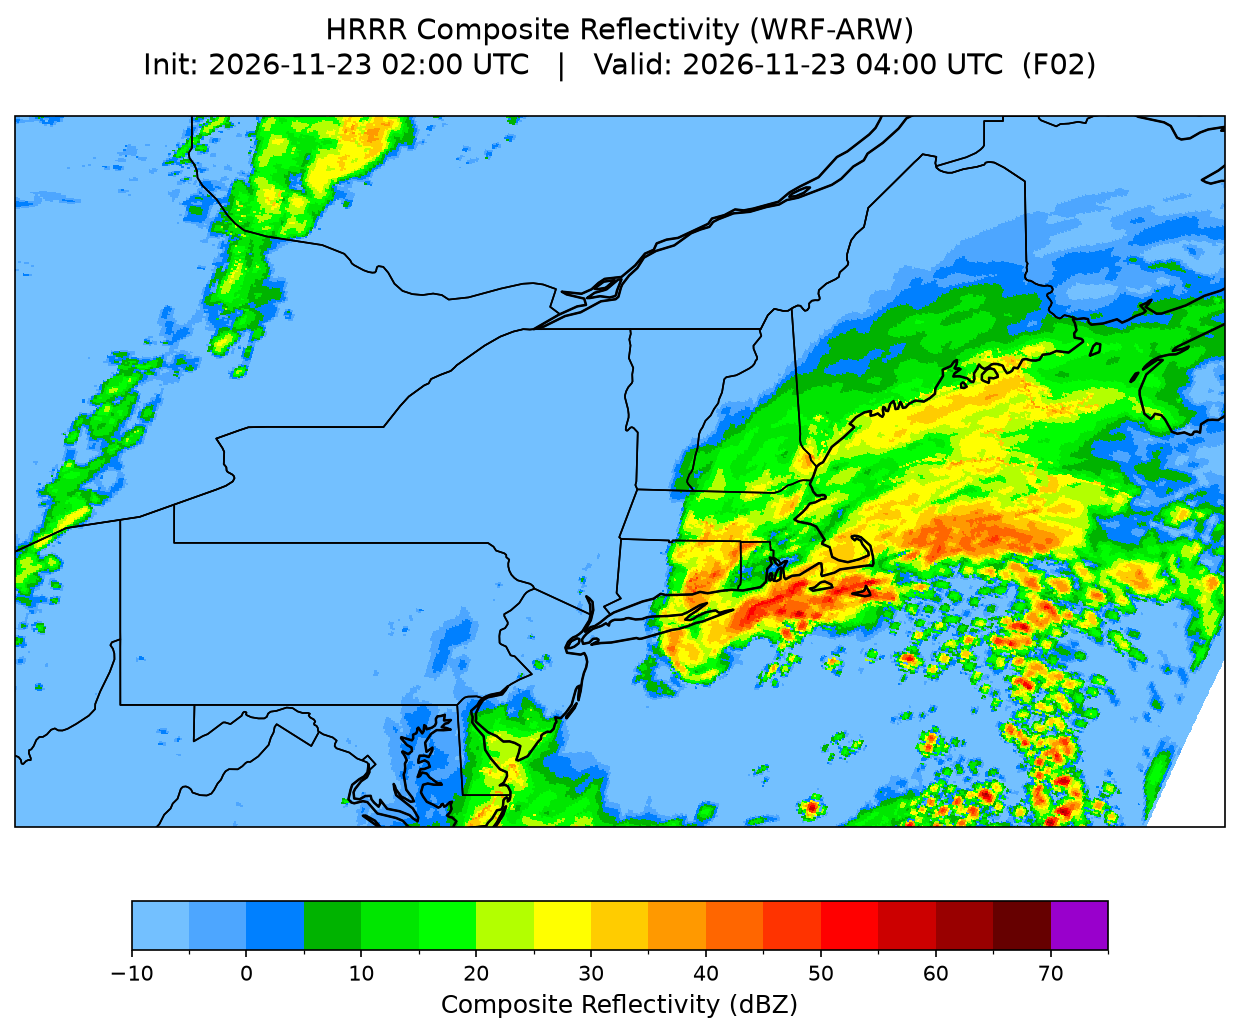 HRRR Composite Reflectivity (WRF-ARW)
Init: 2026-11-23 02:00 UTC   |   Valid: 2026-11-23 04:00 UTC  (F02)
−10 0 10 20 30 40 50 60 70
Composite Reflectivity (dBZ)